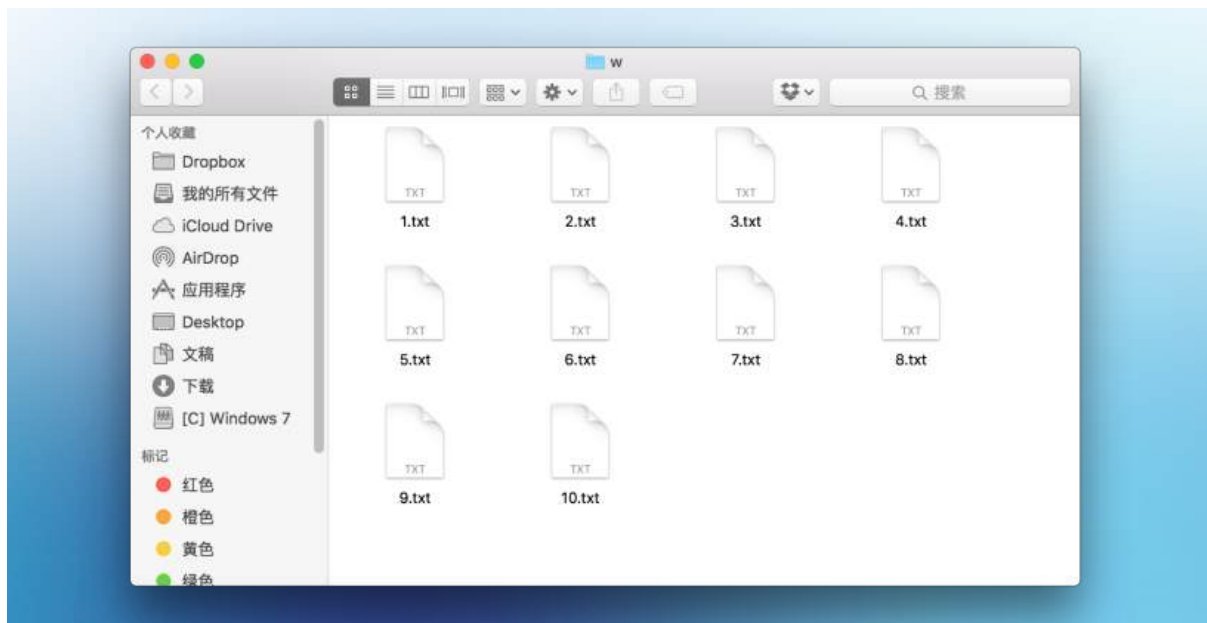 w
搜索
个人收藏
Dropbox
我的所有文件
iCloud Drive
AirDrop
应用程序
Desktop
文稿
下载
[C] Windows 7
标记
红色
橙色
黄色
绿色
TXT TXT TXT TXT
1.txt 2.txt 3.txt 4.txt
TXT TXT TXT TXT
5.txt 6.txt 7.txt 8.txt
TXT TXT
9.txt 10.txt